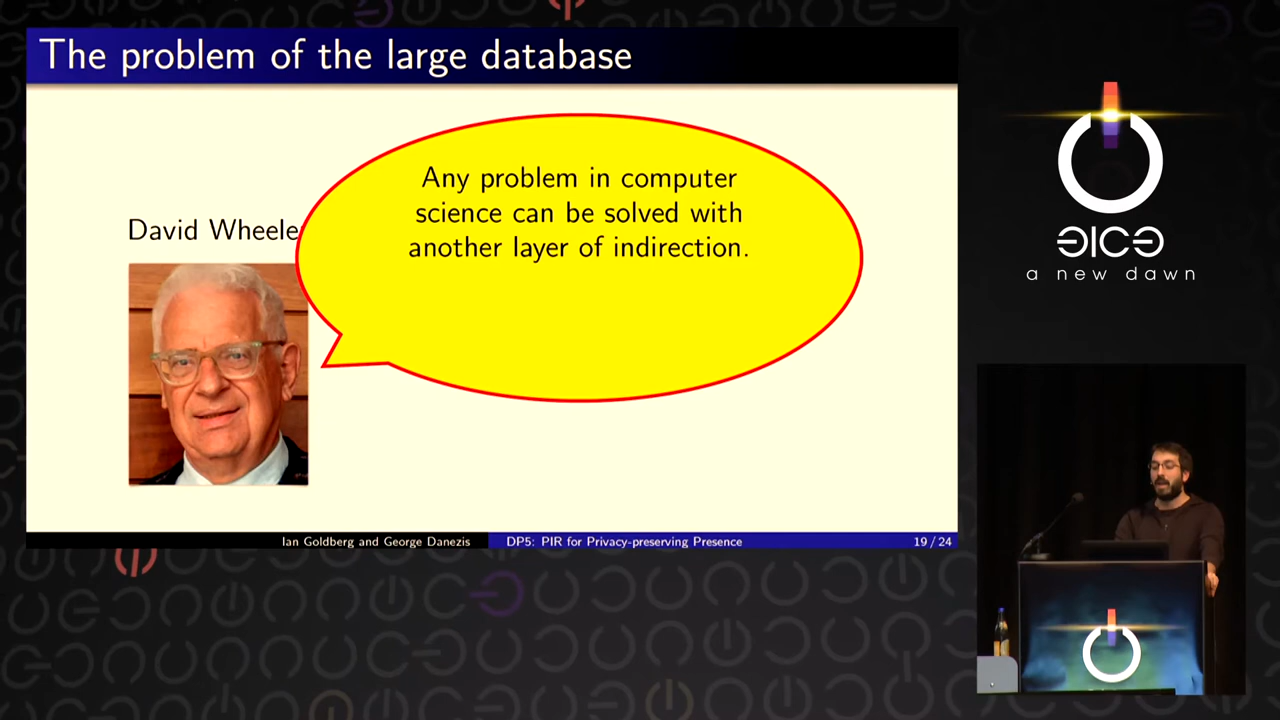 The problem of the large database
Any problem in computer
science can be solved with
another layer of indirection.
David Wheele
Ian Goldberg and George Danezis
DP5: PIR for Privacy-preserving Presence
19 / 24
a new dawn